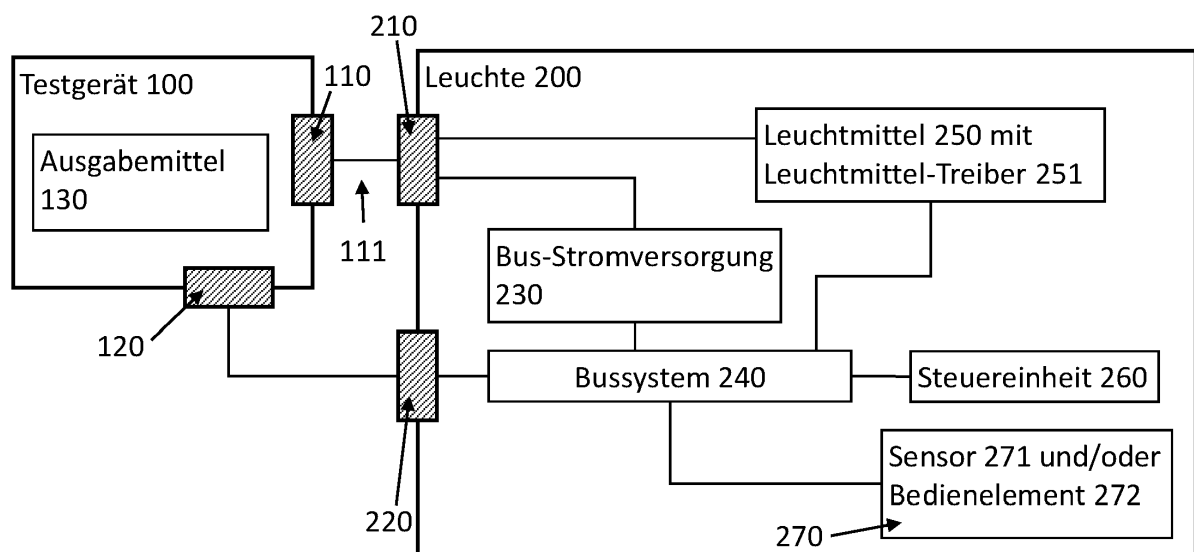 210
Testgerät 100
110
Leuchte 200
Ausgabemittel
130
Leuchtmittel 250 mit
Leuchtmittel-Treiber 251
111
Bus-Stromversorgung
230
120
Bussystem 240
Steuereinheit 260
Sensor 271 und/oder
Bedienelement 272
220
270